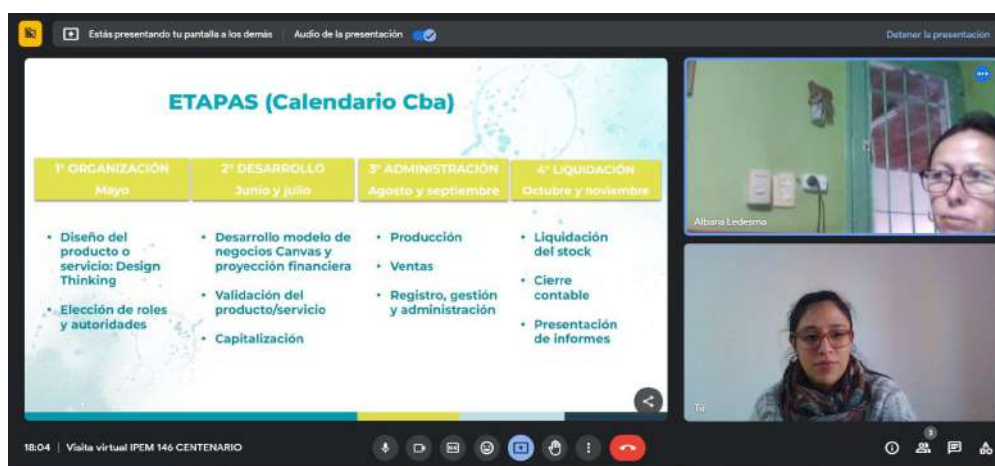 Estás presentando tu pantalla a los demás
Audio de la presentación
Detener la presentación
ETAPAS (Calendario Cba)
1° ORGANIZACIÓN
Mayo
2° DESARROLLO
Junio y julio
3° ADMINISTRACIÓN
Agosto y septiembre
4° LIQUIDACIÓN
Octubre y noviembre
• Diseño del
producto o
servicio: Design
Thinking
• Elección de roles
y autoridades
• Desarrollo modelo de
negocios Canvas y
proyección financiera
• Validación del
producto/servicio
• Capitalización
• Producción
• Ventas
• Registro, gestión
y administración
• Liquidación
del stock
• Cierre
contable
• Presentación
de informes
Albana Ledesma
Tú
18:04 | Visita virtual IPEM 146 CENTENARIO
3